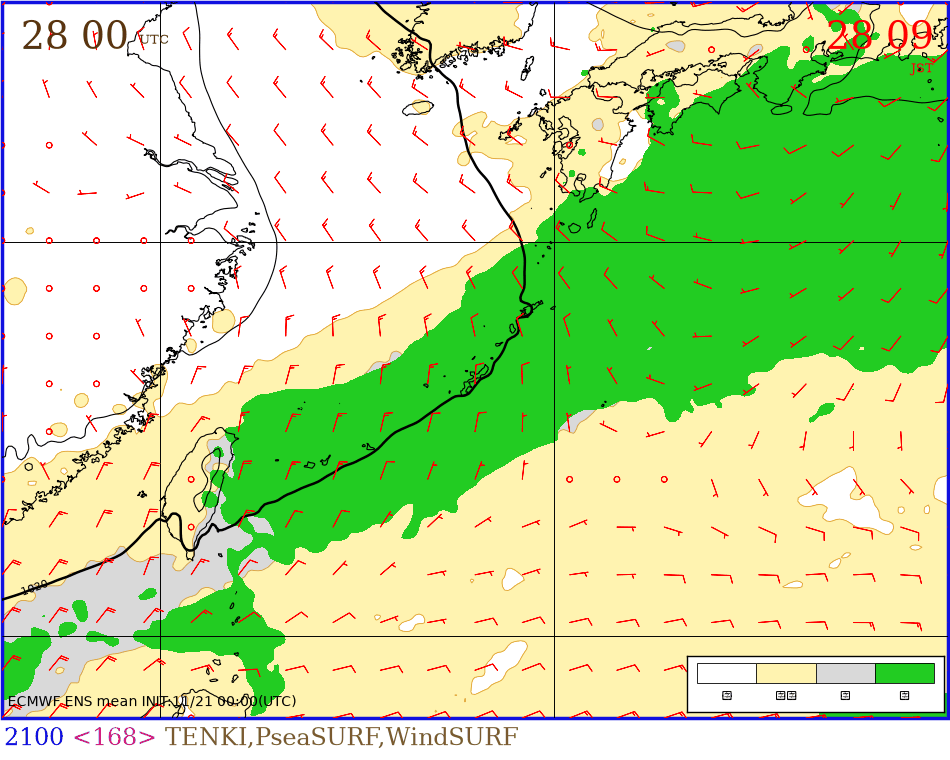 28 00 UTC
28 09
JST
1020
ECMWF ENS mean INIT:11/21 00:00(UTC)
2100 <168> TENKI,PseaSURF,WindSURF